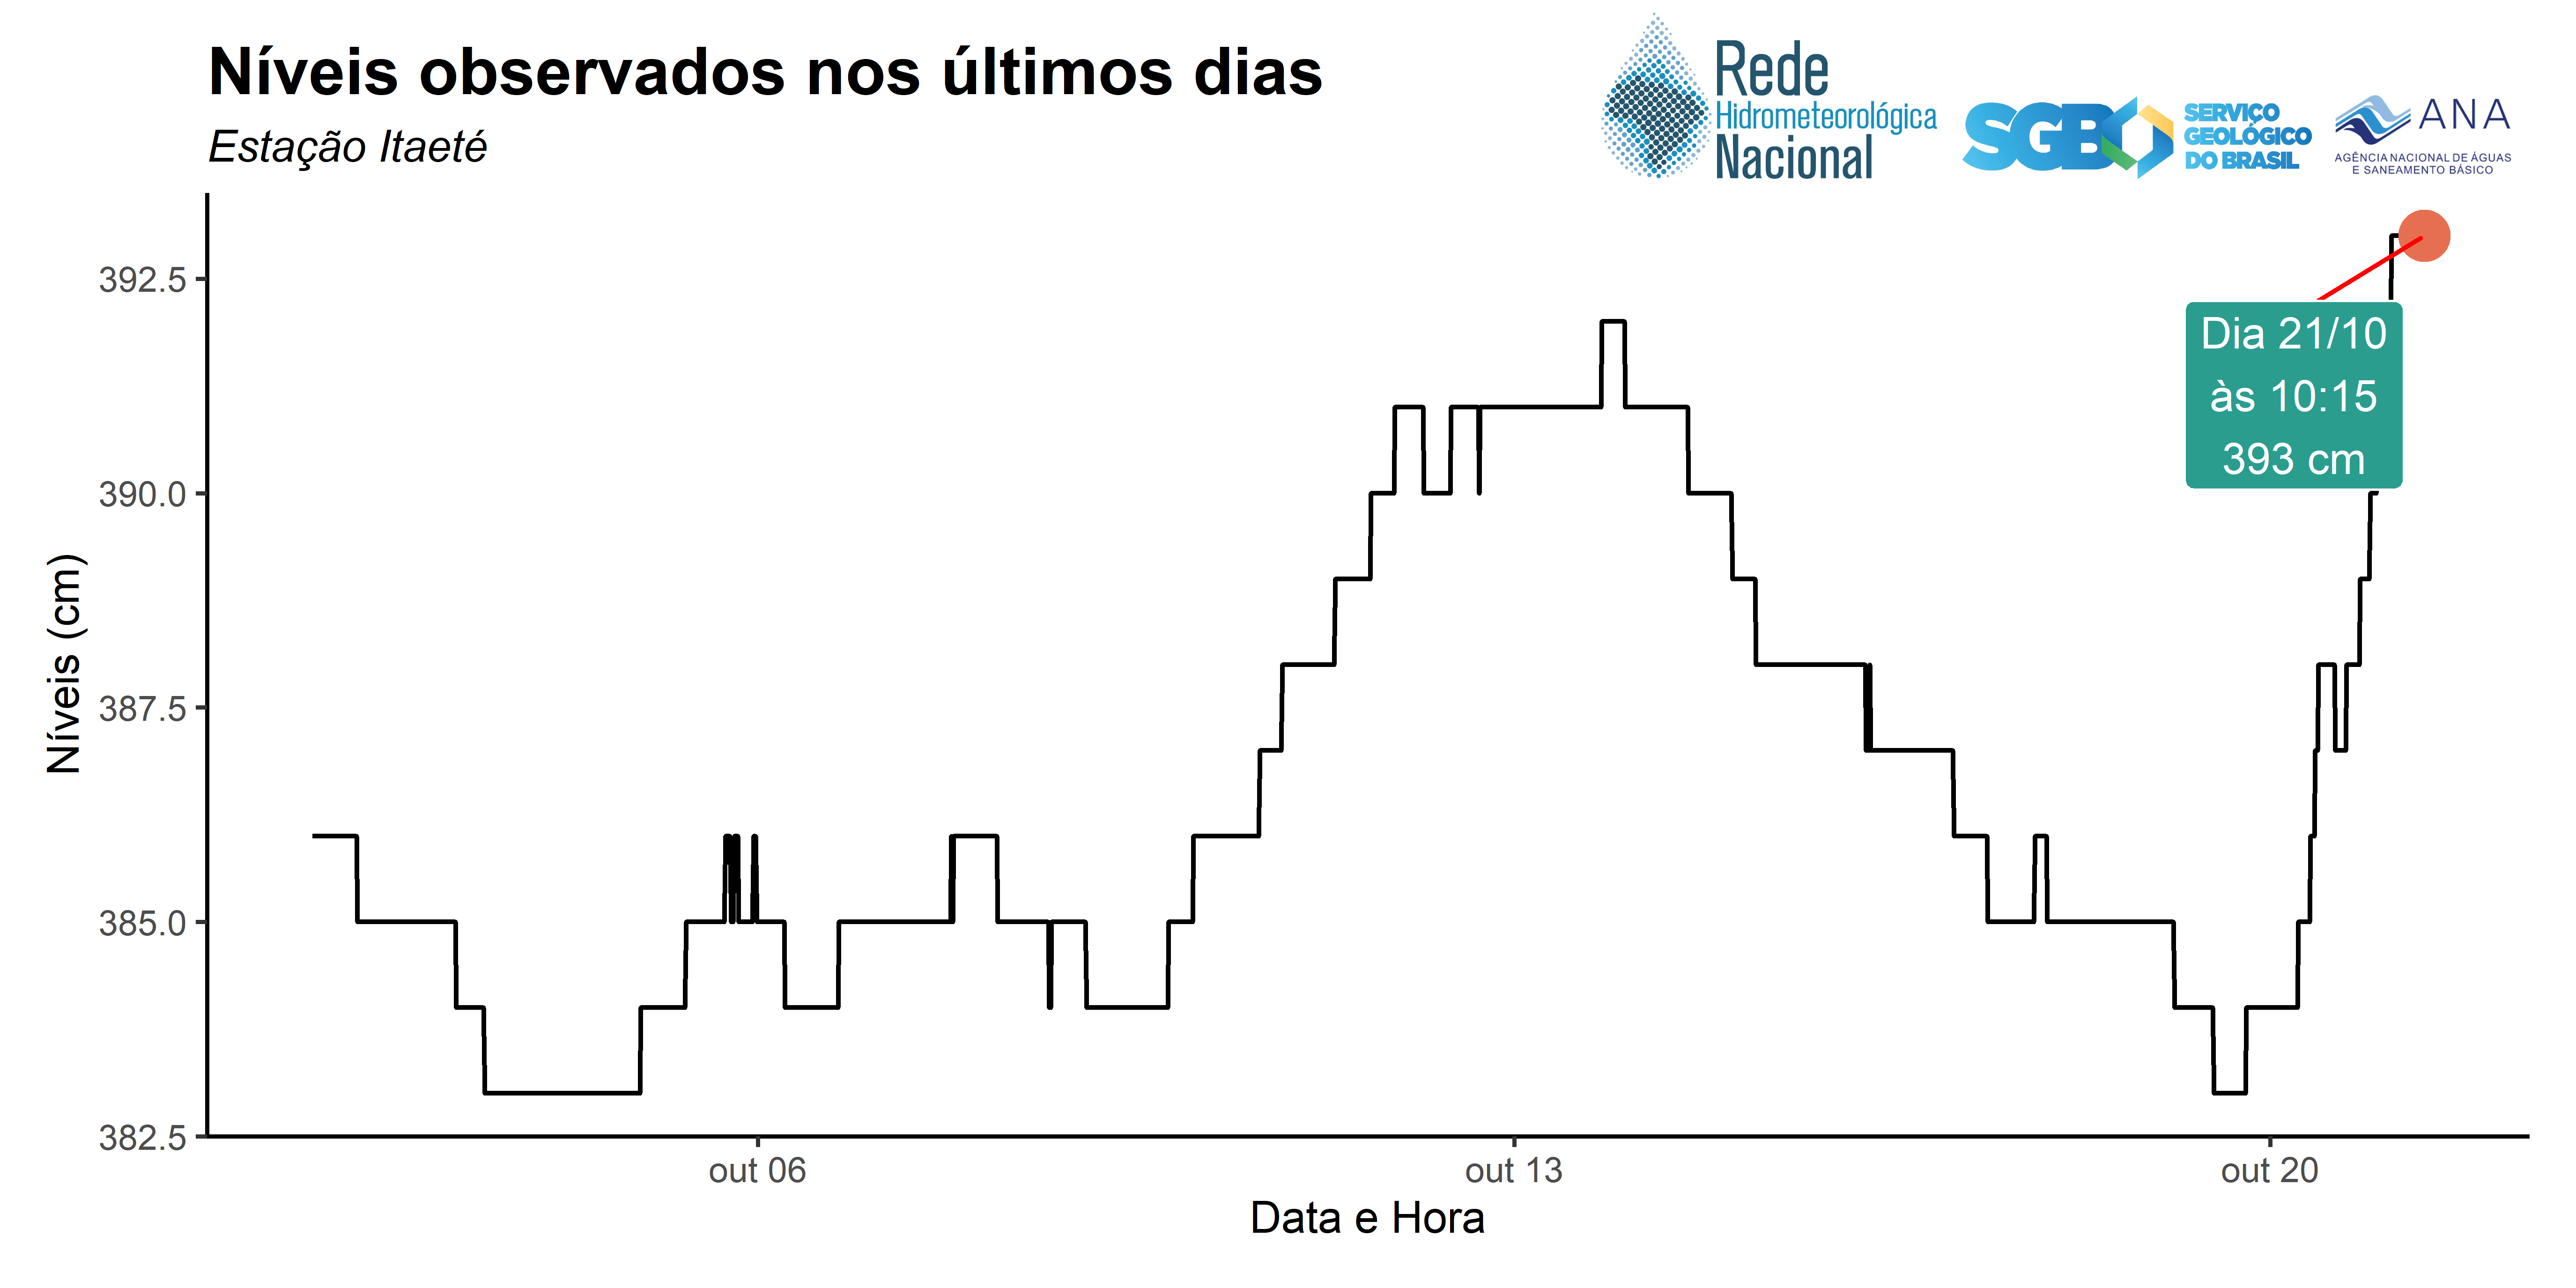 Níveis observados nos últimos dias
Estação Itaeté
Rede
Hidrometeorológica
Nacional
SGB
SERVIÇO
GEOLÓGICO
DO BRASIL
ANA
AGÊNCIA NACIONAL DE ÁGUAS
E SANEAMENTO BÁSICO
Níveis (cm)
392.5
390.0
387.5
385.0
382.5
Dia 21/10
às 10:15
393 cm
out 06
out 13
out 20
Data e Hora